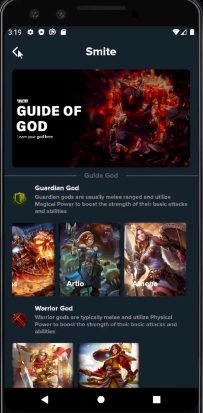 3:19
Smite
GUIDE OF
GOD
Learn your god here
Guide God
Guardian God
Guardian gods are usually melee ranged and utilize
Magical Power to boost the strength of their basic attacks
and abilities
Artio
Athena
Warrior God
Warrior gods are typically melee and utilize Physical
Power to boost the strength of their basic attacks and
abilities